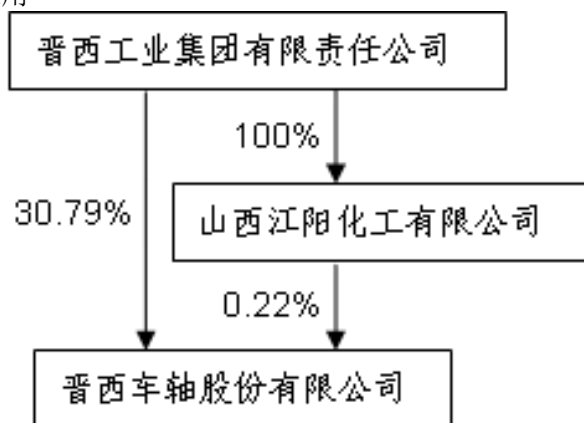 晋西工业集团有限责任公司
100%
30.79%
山西江阳化工有限公司
0.22%
晋西车轴股份有限公司